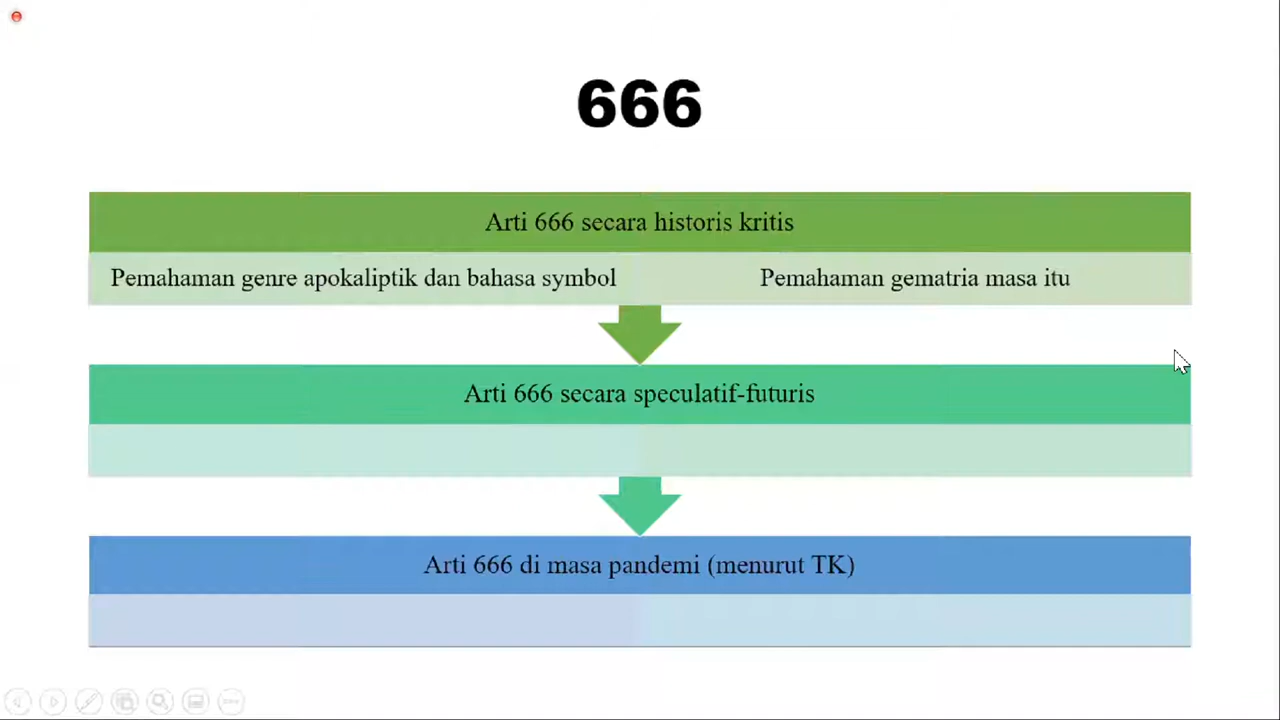 666
Arti 666 secara historis kritis
Pemahaman genre apokaliptik dan bahasa symbol
Pemahaman gematria masa itu
Arti 666 secara speculatif-futuris
Arti 666 di masa pandemi (menurut TK)